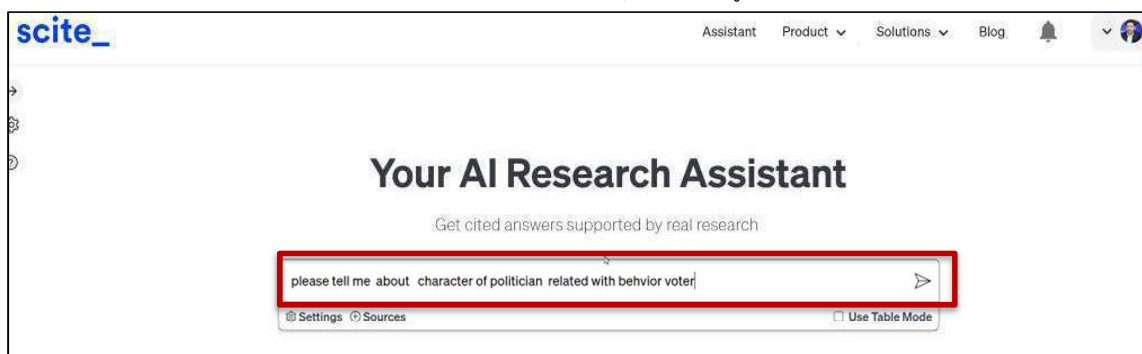 scite_
Assistant Product Solutions Blog
Your AI Research Assistant
Get cited answers supported by real research
please tell me about character of politician related with behvior voter
Settings Sources Use Table Mode